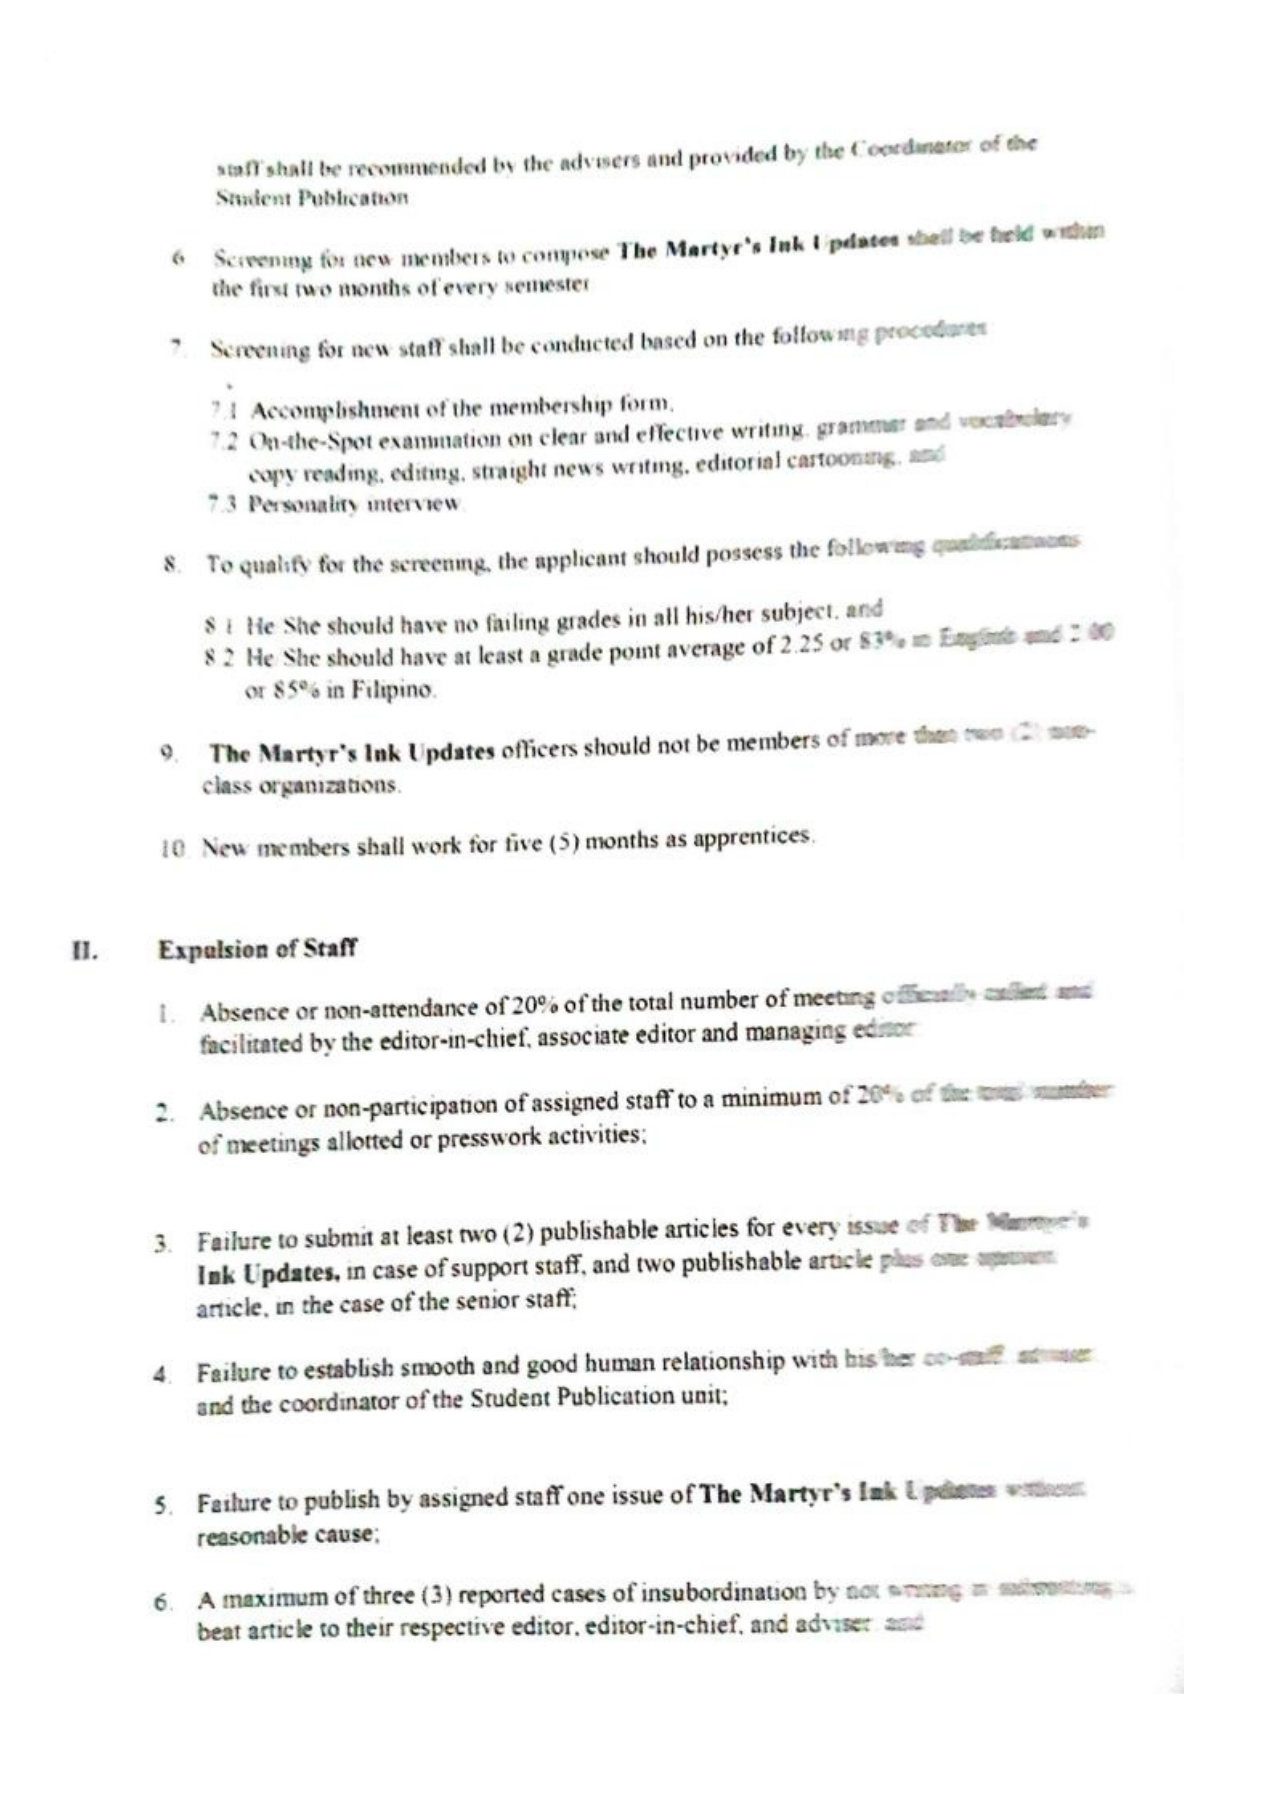 staff shall be recommended by the advisers and provided by the Coordinator of the
Student Publication
6 Screening for new members to compose The Martyr's Ink Updates shall be held within
the first two months of every semester
7. Screening for new staff shall be conducted based on the following procedures
7.1 Accomplishment of the membership form,
7.2 On-the-Spot examination on clear and effective writing, grammar and vocabulary
copy reading, editing, straight news writing, editorial cartooning, and
7.3 Personality interview.
8. To qualify for the screening, the applicant should possess the following qualifications
8 1 He She should have no failing grades in all his/her subject, and
8 2 He/She should have at least a grade point average of 2.25 or 83% in English and 2.00
or 85% in Filipino.
9. The Martyr's Ink Updates officers should not be members of more than two (2) non-
class organizations.
10. New members shall work for five (5) months as apprentices.
II. Expulsion of Staff
1. Absence or non-attendance of 20% of the total number of meeting officially called and
facilitated by the editor-in-chief, associate editor and managing editor
2. Absence or non-participation of assigned staff to a minimum of 20% of the total number
of meetings allotted or presswork activities;
3. Failure to submit at least two (2) publishable articles for every issue of The Martyr's
Ink Updates, in case of support staff, and two publishable article plus one
article, in the case of the senior staff;
4. Failure to establish smooth and good human relationship with his/her co-staff,
and the coordinator of the Student Publication unit;
5. Failure to publish by assigned staff one issue of The Martyr's Ink Updates without
reasonable cause;
6. A maximum of three (3) reported cases of insubordination by not writing or submitting a
beat article to their respective editor, editor-in-chief, and adviser, and